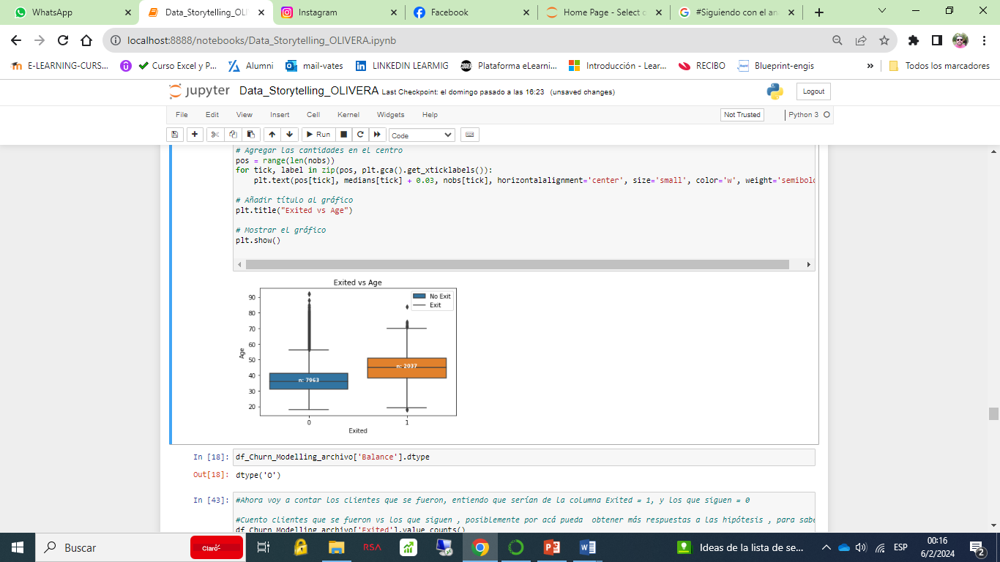 WhatsApp
Data_Storytelling_OLI
Instagram
Facebook
Home Page - Select o
#Siguiendo con el an
localhost:8888/notebooks/Data_Storytelling_OLIVERA.ipynb
E-LEARNING-CURS...
Curso Excel y P...
Alumni
mail-vates
LINKEDIN LEARMIG
Plataforma eLearni...
Introducción - Lear...
RECIBO
Blueprint-engis
»
Todos los marcadores
jupyter Data_Storytelling_OLIVERA Last Checkpoint: el domingo pasado a las 16:23 (unsaved changes)
Logout
File Edit View Insert Cell Kernel Widgets Help
Not Trusted
Python 3
Run
Code
# Agregar las cantidades en el centro
pos = range(len(nobs))
for tick, label in zip(pos, plt.gca().get_xticklabels()):
plt.text(pos[tick], medians[tick] + 0.03, nobs[tick], horizontalalignment='center', size='small', color='w', weight='semibold
# Añadir título al gráfico
plt.title("Exited vs Age")
# Mostrar el gráfico
plt.show()
Exited vs Age
No Exit
Exit
90
80
70
60
50
40
30
20
Age
n: 7963
n: 2037
0
1
Exited
In [18]: df_Churn_Modelling_archivo['Balance'].dtype
Out[18]: dtype('O')
In [43]: #Ahora voy a contar los clientes que se fueron, entiendo que serían de la columna Exited = 1, y los que siguen = 0
#Cuento clientes que se fueron vs los que siguen , posiblemente por acá pueda obtener más respuestas a las hipótesis , para sabe
df_Churn_Modelling_archivo['Exited'].value_counts()
Buscar
Claro
RSA
Ideas de la lista de se...
ESP
00:16
6/2/2024
2